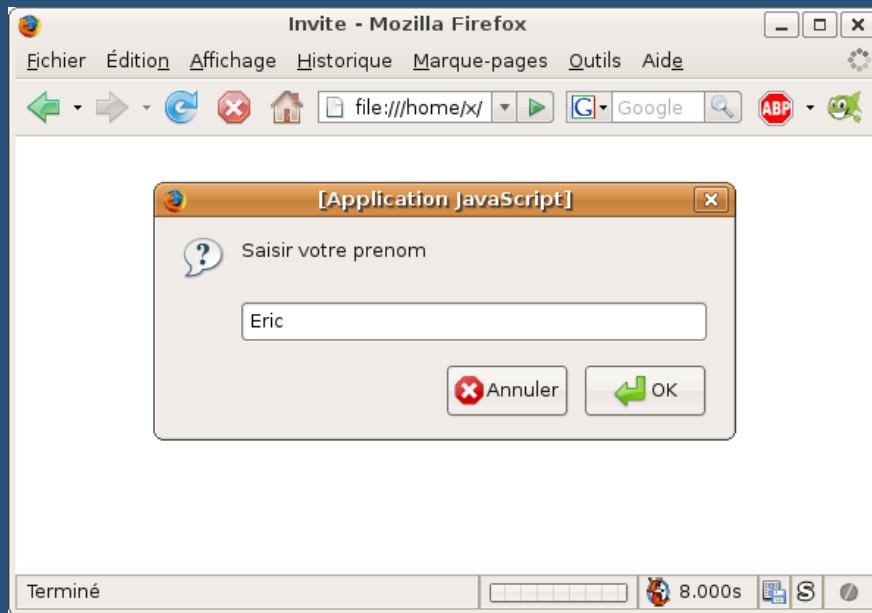 Invite - Mozilla Firefox
Fichier Édition Affichage Historique Marque-pages Outils Aide
file:///home/x/ G Google ABP
[Application JavaScript]
Saisir votre prenom
Eric
Annuler OK
Terminé 8.000s S